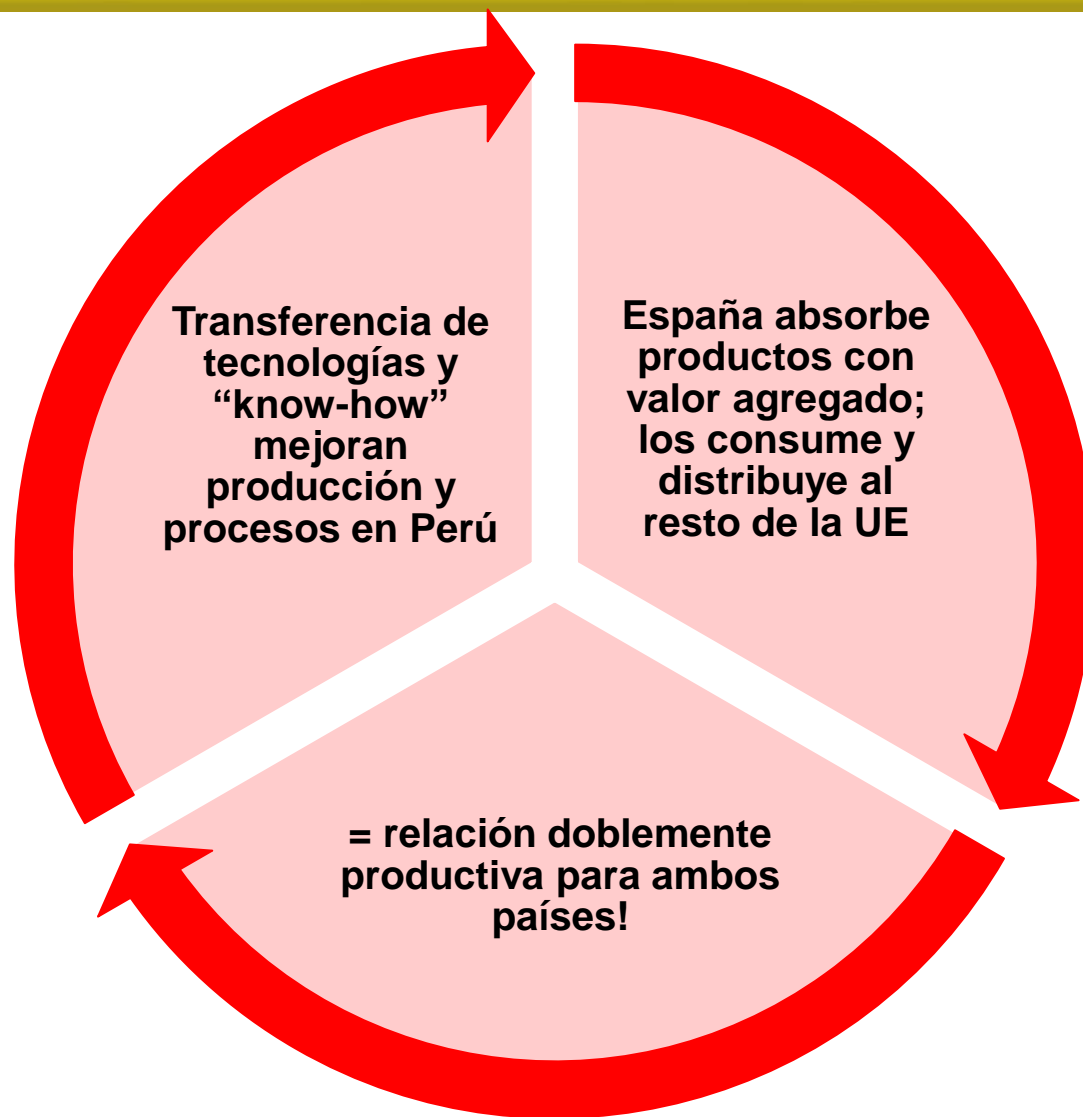 Transferencia de
tecnologías y
“know-how”
mejoran
producción y
procesos en Perú
España absorbe
productos con
valor agregado;
los consume y
distribuye al
resto de la UE
= relación doblemente
productiva para ambos
países!